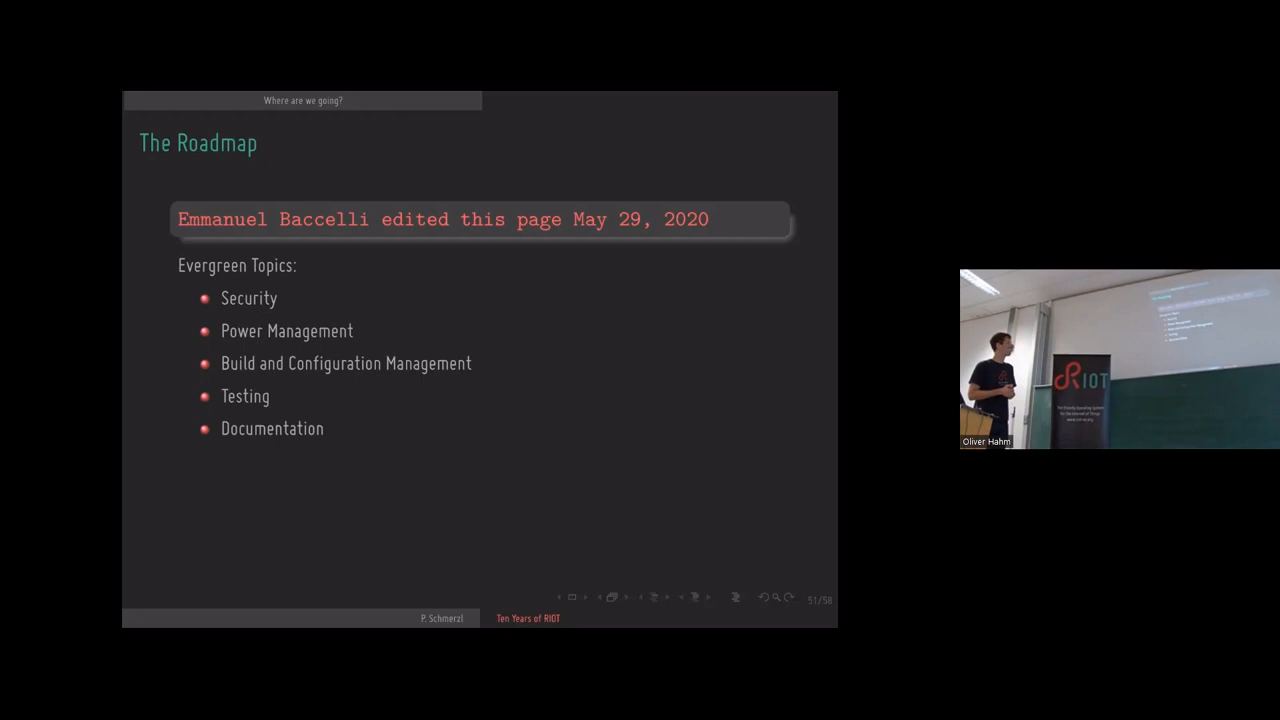 Where are we going?
The Roadmap
Emmanuel Baccelli edited this page May 29, 2020
Evergreen Topics:
Security
Power Management
Build and Configuration Management
Testing
Documentation
51/58
P. Schmerzl
Ten Years of RIOT
RIOT
Oliver Hahm